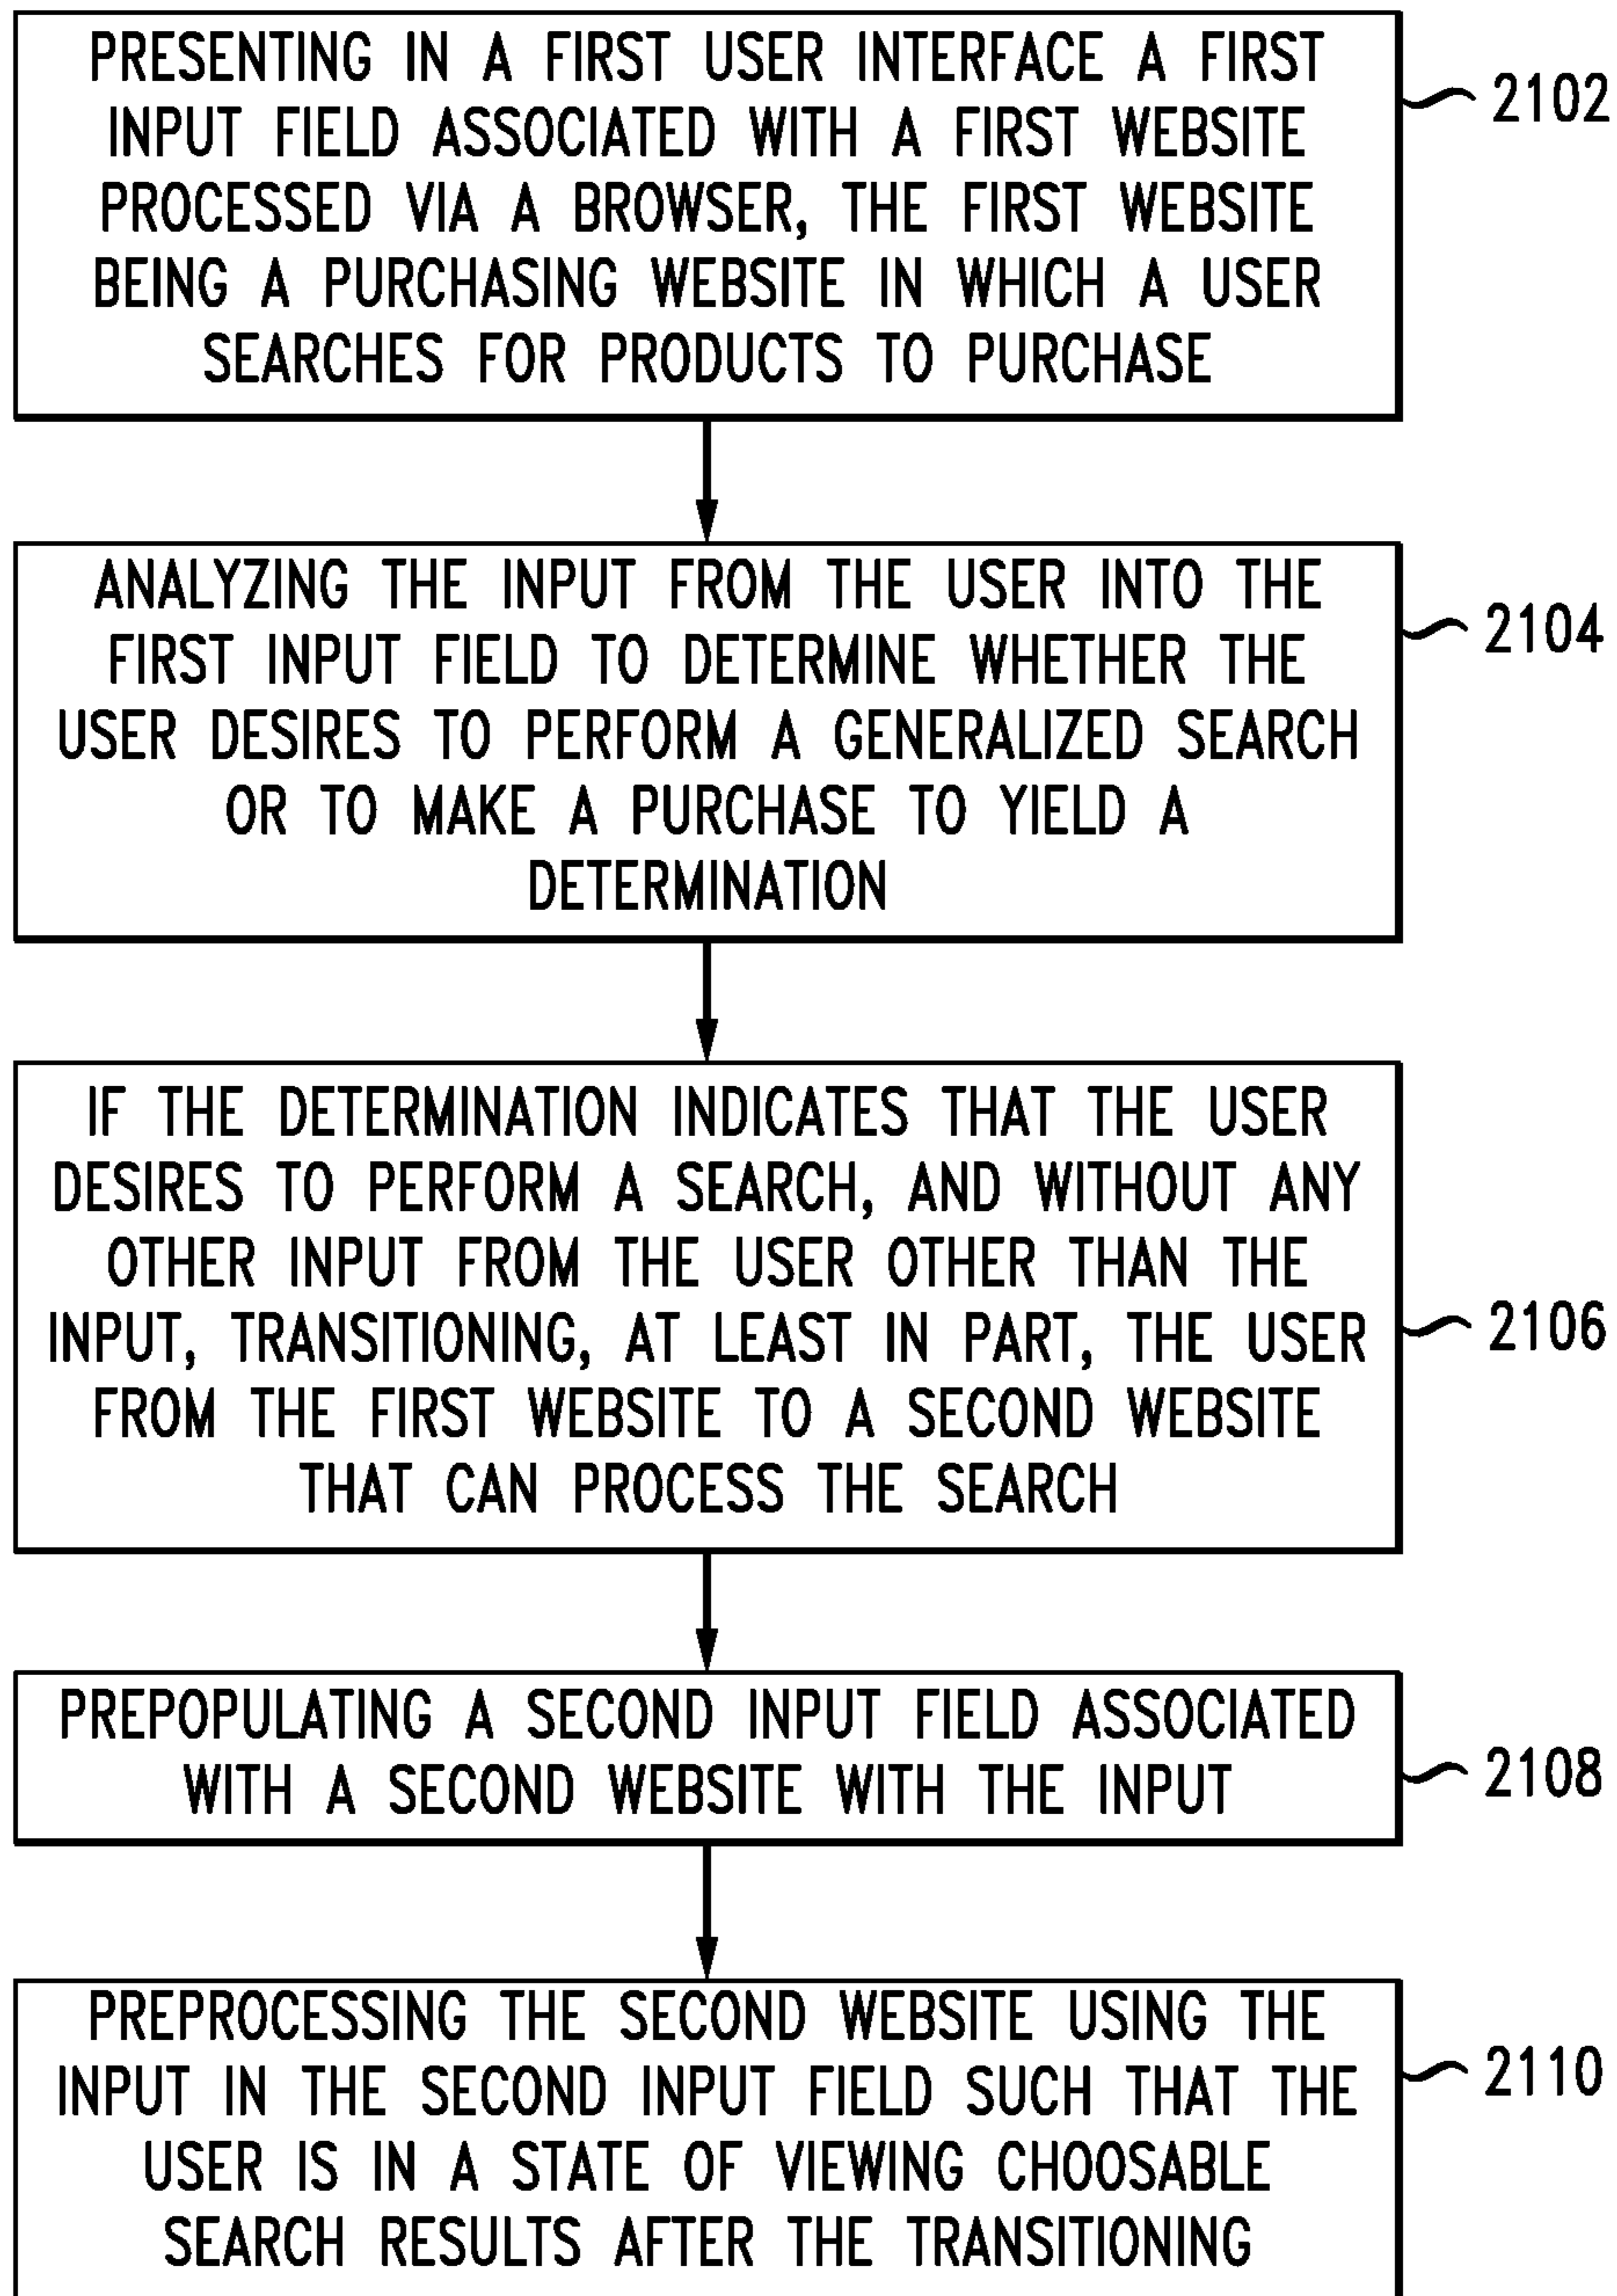 PRESENTING IN A FIRST USER INTERFACE A FIRST
INPUT FIELD ASSOCIATED WITH A FIRST WEBSITE
PROCESSED VIA A BROWSER, THE FIRST WEBSITE
BEING A PURCHASING WEBSITE IN WHICH A USER
SEARCHES FOR PRODUCTS TO PURCHASE
2102
ANALYZING THE INPUT FROM THE USER INTO THE
FIRST INPUT FIELD TO DETERMINE WHETHER THE
USER DESIRES TO PERFORM A GENERALIZED SEARCH
OR TO MAKE A PURCHASE TO YIELD A
DETERMINATION
2104
IF THE DETERMINATION INDICATES THAT THE USER
DESIRES TO PERFORM A SEARCH, AND WITHOUT ANY
OTHER INPUT FROM THE USER OTHER THAN THE
INPUT, TRANSITIONING, AT LEAST IN PART, THE USER
FROM THE FIRST WEBSITE TO A SECOND WEBSITE
THAT CAN PROCESS THE SEARCH
2106
PREPOPULATING A SECOND INPUT FIELD ASSOCIATED
WITH A SECOND WEBSITE WITH THE INPUT
2108
PREPROCESSING THE SECOND WEBSITE USING THE
INPUT IN THE SECOND INPUT FIELD SUCH THAT THE
USER IS IN A STATE OF VIEWING CHOOSABLE
SEARCH RESULTS AFTER THE TRANSITIONING
2110